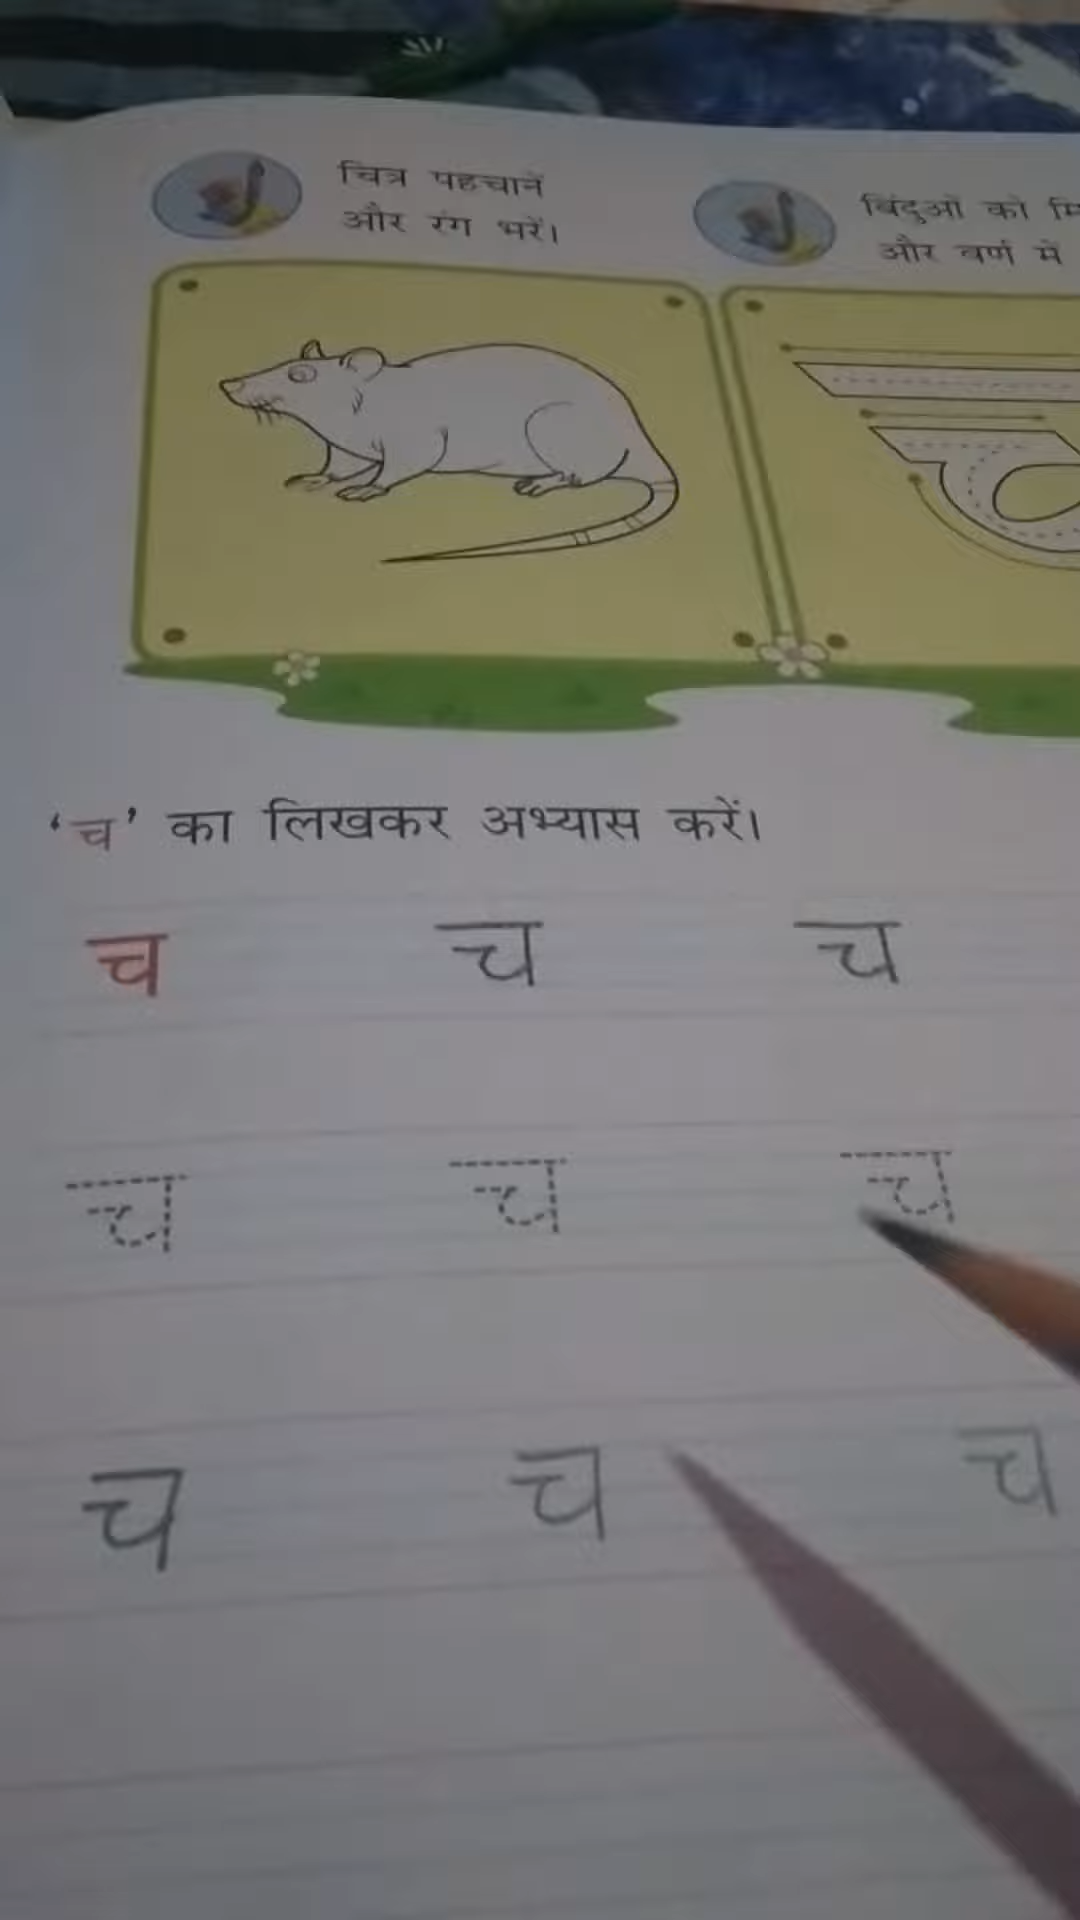 चित्र पहचानें
और रंग भरें।
बिंदुओं को
और वर्ण में
‘च’ का लिखकर अभ्यास करें।
च च च
च च च
च च च